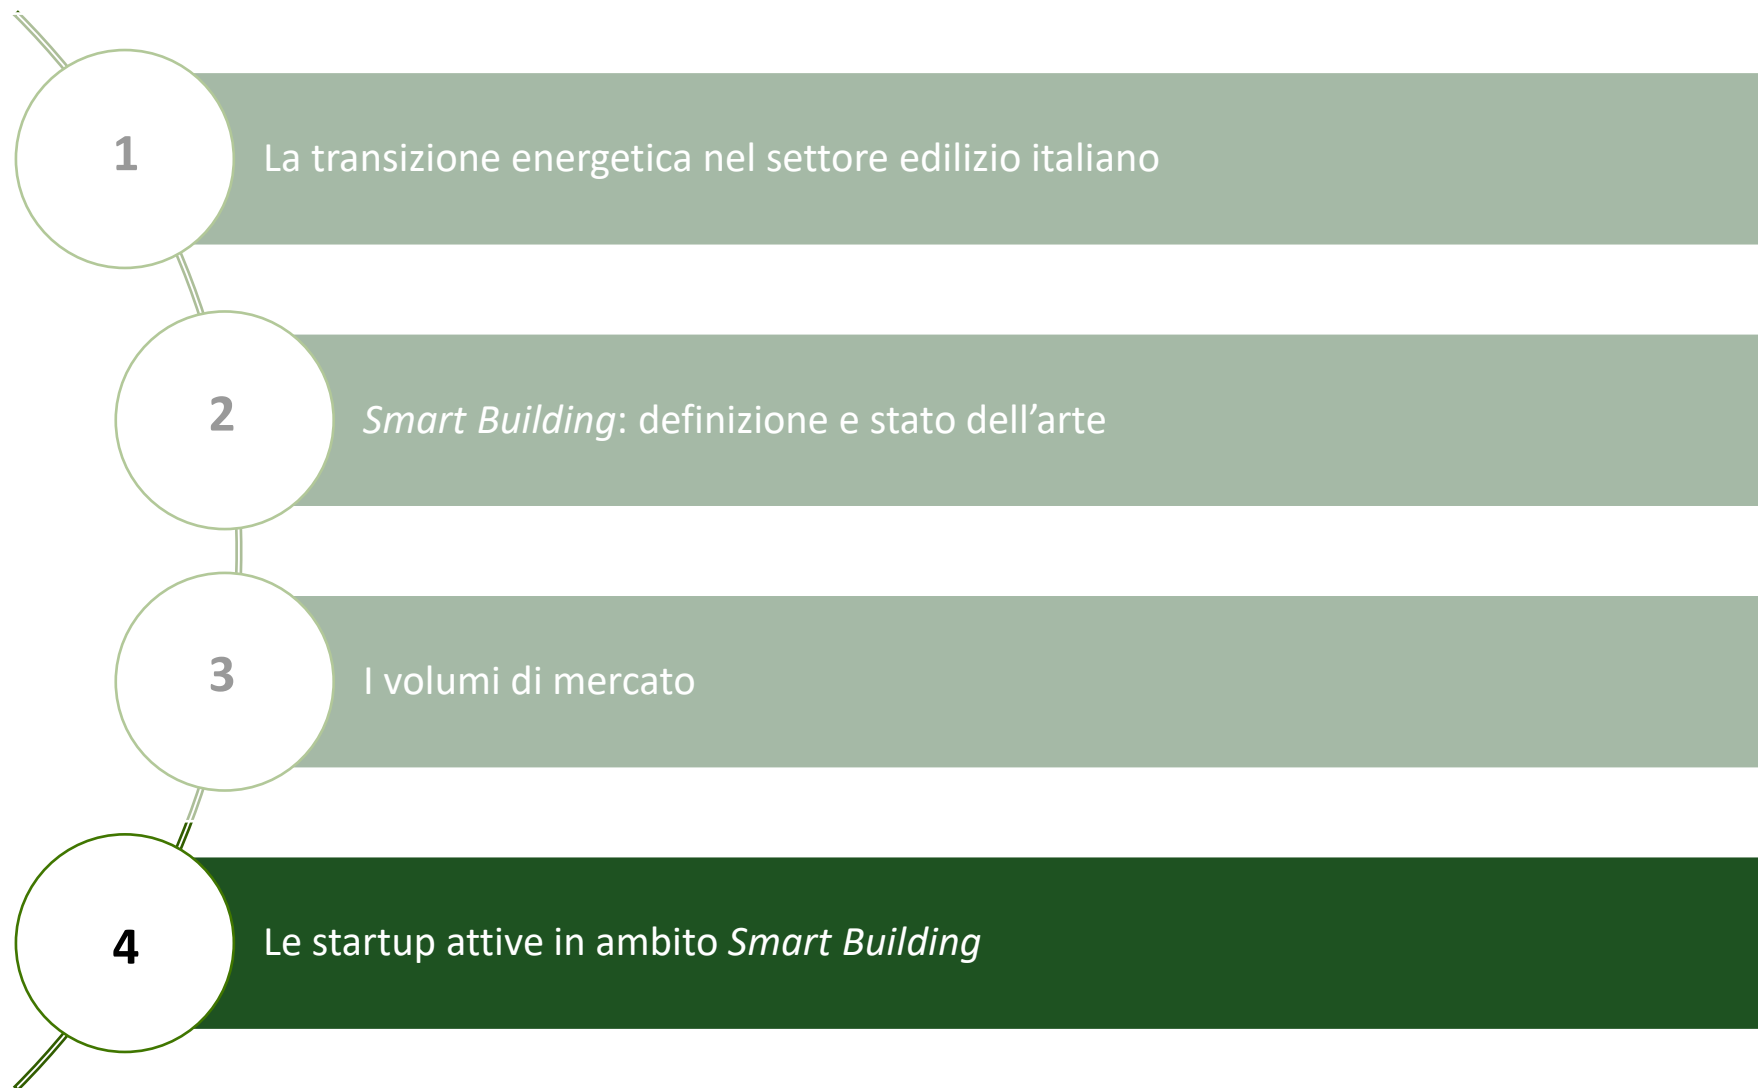 1
La transizione energetica nel settore edilizio italiano
2
Smart Building: definizione e stato dell’arte
3
I volumi di mercato
4
Le startup attive in ambito Smart Building